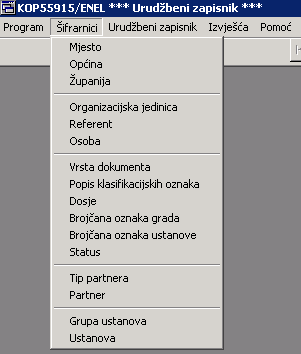 KOP55915/ENEL *** Urudžbeni zapisnik ***
Program Šifrarnici Urudžbeni zapisnik Izvješća Pomoć
Mjesto
Općina
Županija
Organizacijska jedinica
Referent
Osoba
Vrsta dokumenta
Popis klasifikacijskih oznaka
Dosje
Brojčana oznaka grada
Brojčana oznaka ustanove
Status
Tip partnera
Partner
Grupa ustanova
Ustanova